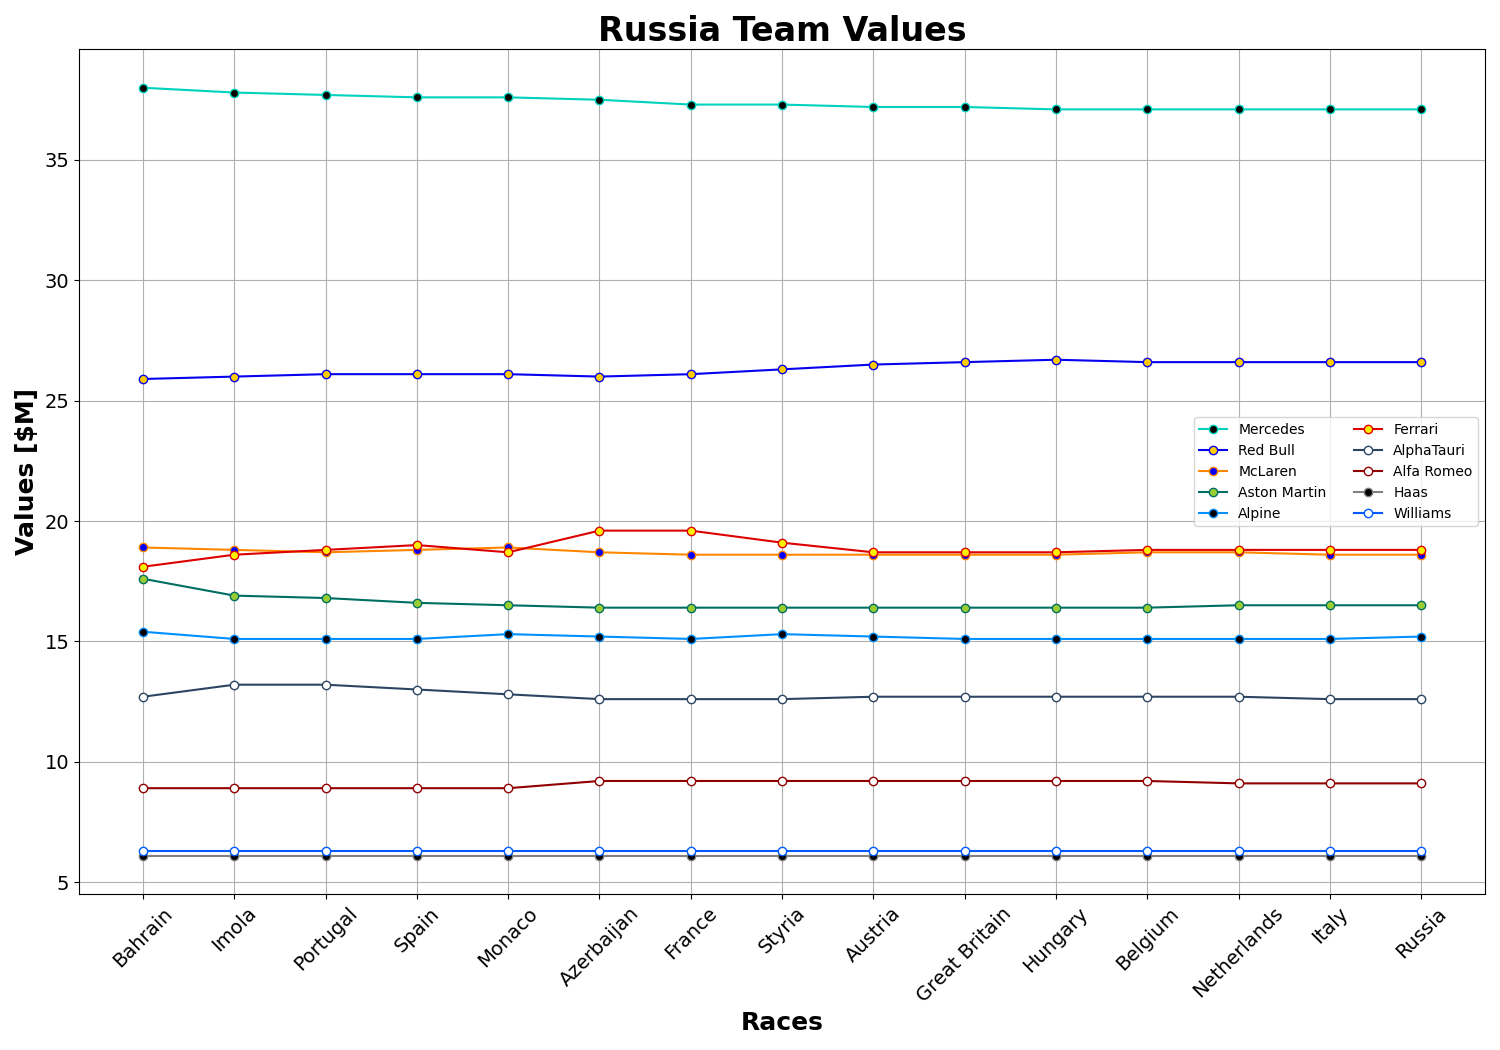 Russia Team Values
Values [$M]
35
30
25
20
15
10
5
Mercedes
Red Bull
McLaren
Aston Martin
Alpine
Ferrari
AlphaTauri
Alfa Romeo
Haas
Williams
Bahrain
Imola
Portugal
Spain
Monaco
Azerbaijan
France
Styria
Austria
Great Britain
Hungary
Belgium
Netherlands
Italy
Russia
Races